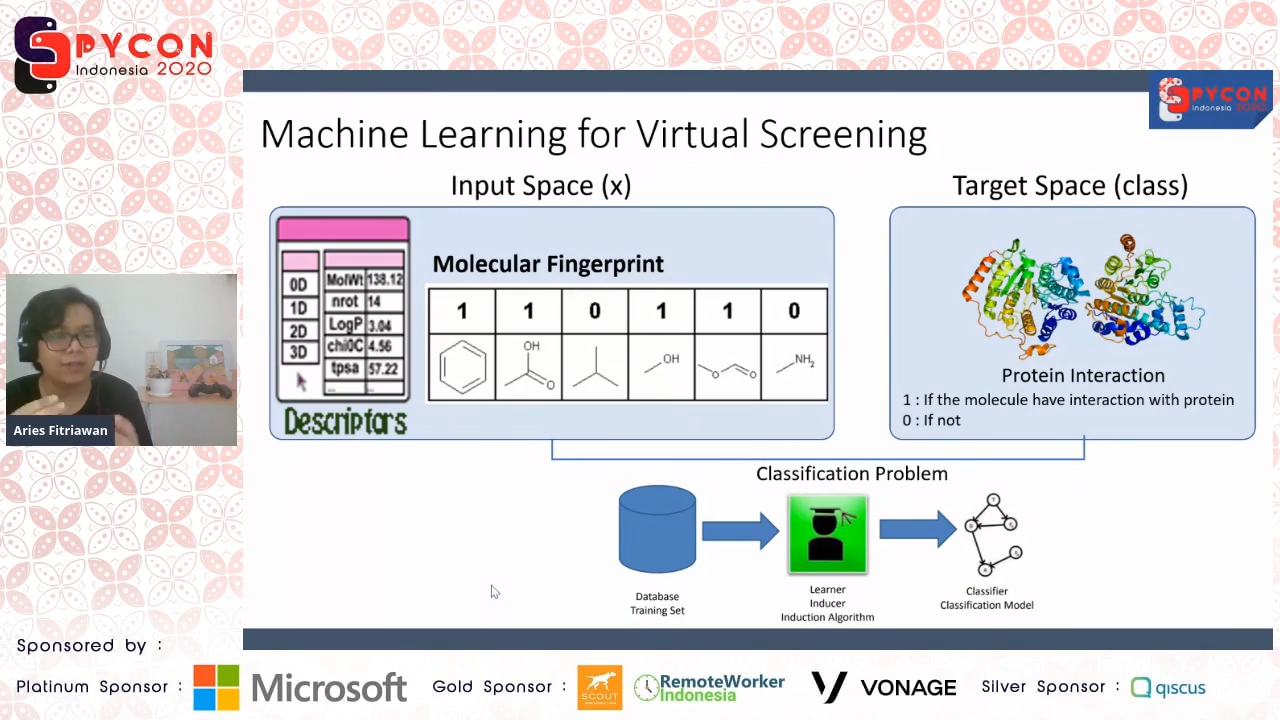 PYCON
Indonesia 2020
PYCON
Indonesia 2020
Machine Learning for Virtual Screening
Input Space (x)
Target Space (class)
0D
1D
2D
3D
MolWt 138.12
nrot 14
LogP 3.04
chi0C 4.56
tpsa 57.22
... ...
Descriptors
Molecular Fingerprint
1 1 0 1 1 0
OH
O
OH
O
O
NH2
Protein Interaction
1 : If the molecule have interaction with protein
0 : If not
Aries Fitriawan
Classification Problem
Database
Training Set
Learner
Inducer
Induction Algorithm
Classifier
Classification Model
Sponsored by :
Platinum Sponsor :
Microsoft
Gold Sponsor :
SCOUT
RemoteWorker
Indonesia
VONAGE
Silver Sponsor :
qiscus